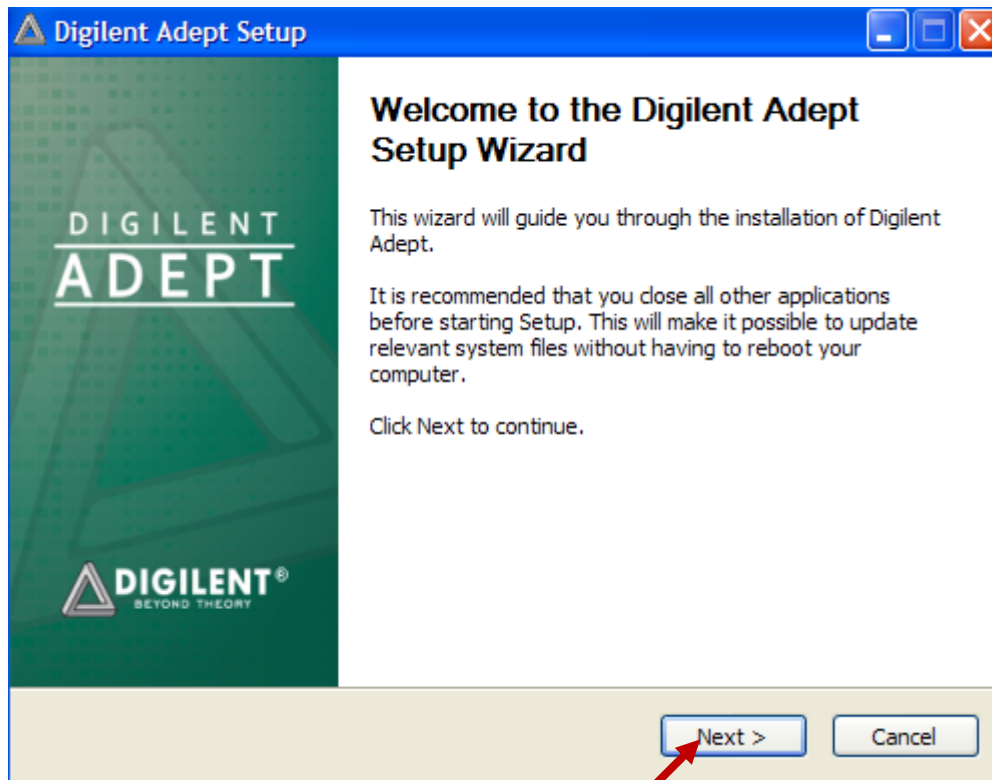 Digilent Adept Setup
Welcome to the Digilent Adept
Setup Wizard
This wizard will guide you through the installation of Digilent
Adept.
It is recommended that you close all other applications
before starting Setup. This will make it possible to update
relevant system files without having to reboot your
computer.
Click Next to continue.
DIGILENT
ADEPT
DIGILENT®
BEYOND THEORY
Next >
Cancel